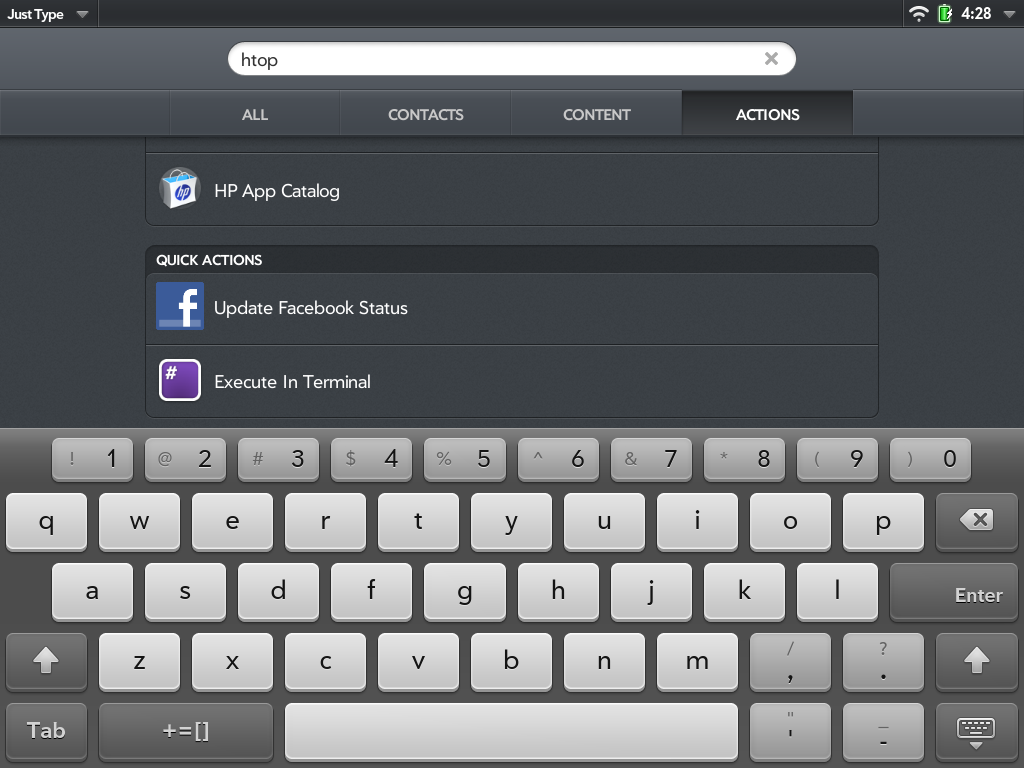 Just Type 4:28
htop
ALL CONTACTS CONTENT ACTIONS
hp HP App Catalog
QUICK ACTIONS
f Update Facebook Status
# Execute In Terminal
! 1 @ 2 # 3 $ 4 % 5 ^ 6 & 7 * 8 ( 9 ) 0
q w e r t y u i o p
a s d f g h j k l Enter
z x c v b n m / , ? .
Tab +=[] " ' _ -